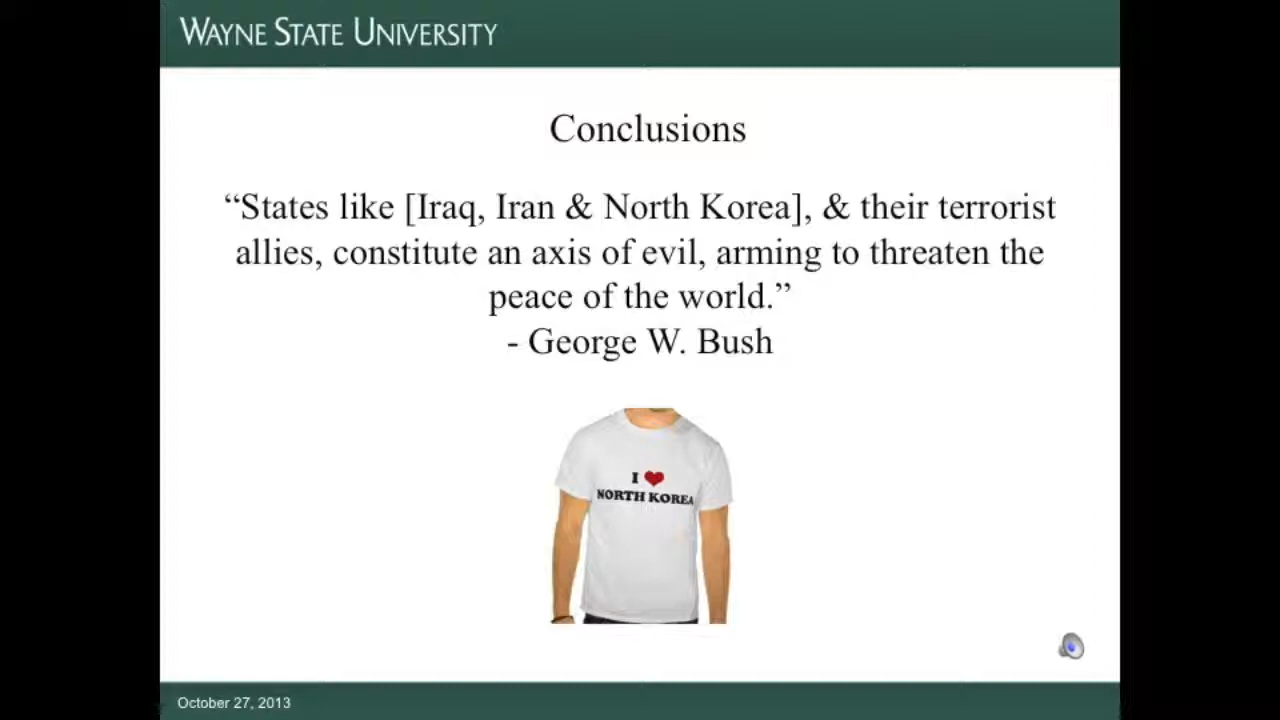 WAYNE STATE UNIVERSITY
Conclusions
“States like [Iraq, Iran & North Korea], & their terrorist
allies, constitute an axis of evil, arming to threaten the
peace of the world.”
- George W. Bush
I ❤
NORTH KOREA
October 27, 2013